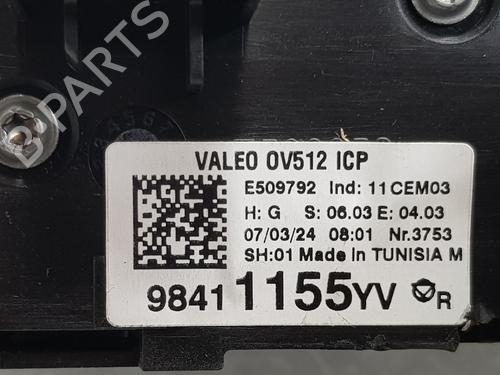 B PARTS
VALEO OV512 ICP
E509792 Ind: 11CEM03
H: G S: 06.03 E: 04.03
07/03/24 08:01 Nr.3753
SH:01 Made In TUNISIA M
98411155YV R